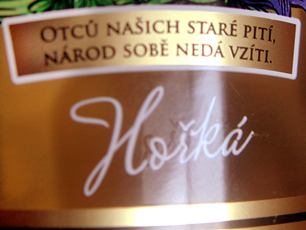 OTCŮ NAŠICH STARÉ PITÍ,
NÁROD SOBĚ NEDÁ VZÍTI.
Hořká